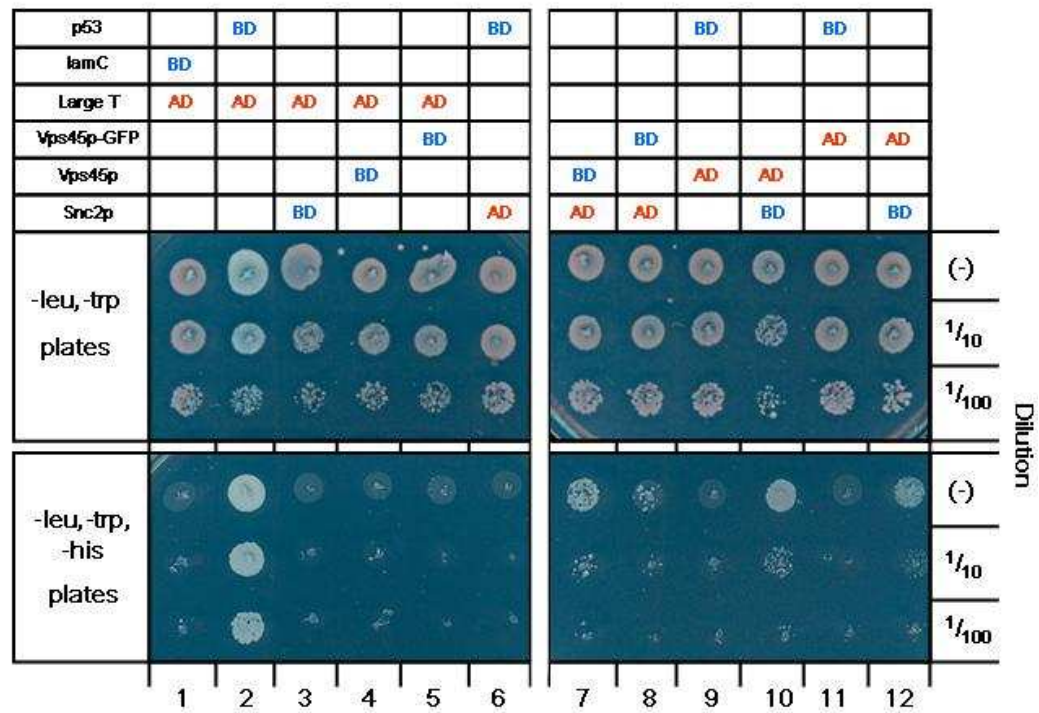 p53 BD BD BD BD
lamC BD
Large T AD AD AD AD AD
Vps45p-GFP BD BD AD AD
Vps45p BD BD AD AD
Snc2p BD AD AD AD BD BD
-leu, -trp
plates
(-)
1/10
1/100
-leu, -trp,
-his
plates
(-)
1/10
1/100
Dilution
1 2 3 4 5 6 7 8 9 10 11 12